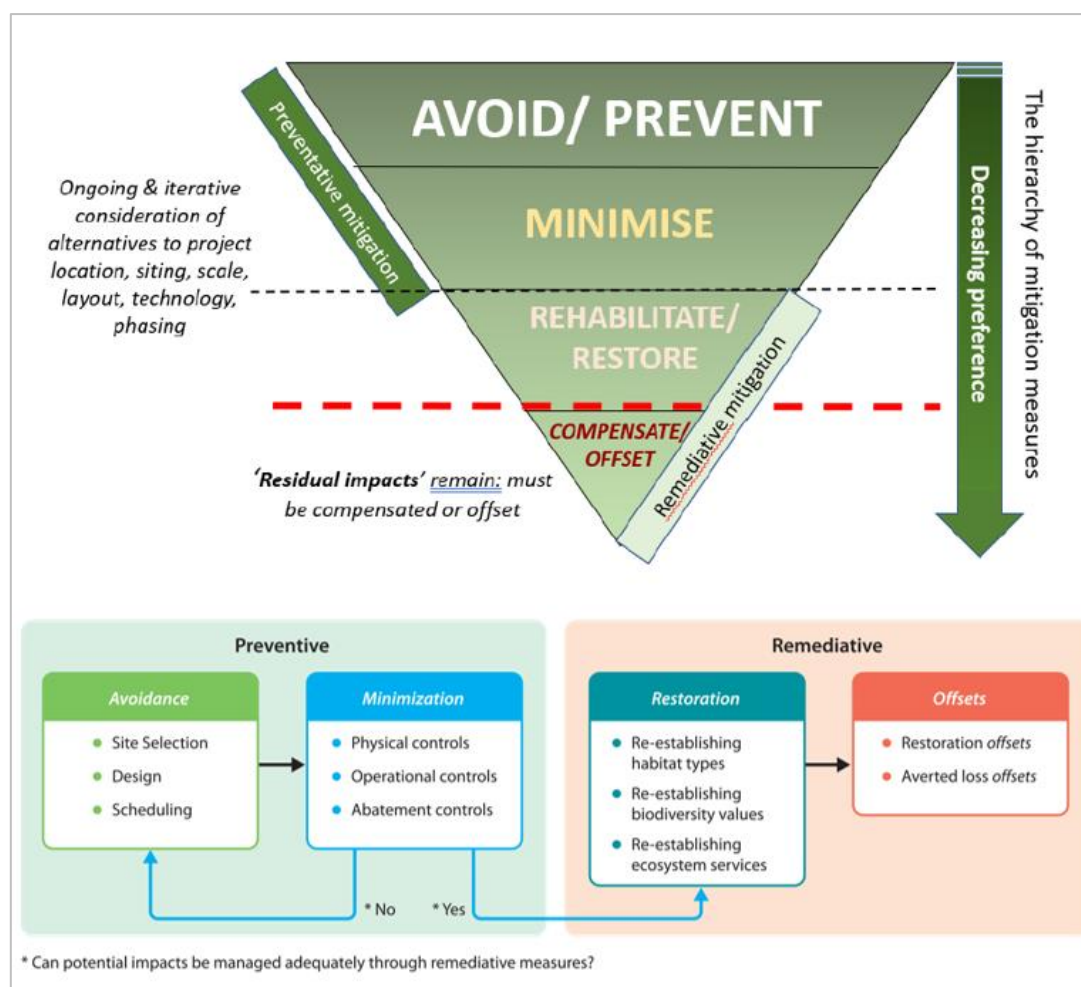 AVOID/ PREVENT
MINIMISE
REHABILITATE/
RESTORE
COMPENSATE/
OFFSET
Preventative mitigation
Ongoing & iterative
consideration of
alternatives to project
location, siting, scale,
layout, technology,
phasing
Remediative mitigation
'Residual impacts' remain: must
be compensated or offset
Decreasing preference
The hierarchy of mitigation measures
Preventive
Avoidance
Site Selection
Design
Scheduling
Minimization
Physical controls
Operational controls
Abatement controls
* No
* Yes
Remediative
Restoration
Re-establishing
habitat types
Re-establishing
biodiversity values
Re-establishing
ecosystem services
Offsets
Restoration offsets
Averted loss offsets
* Can potential impacts be managed adequately through remediative measures?